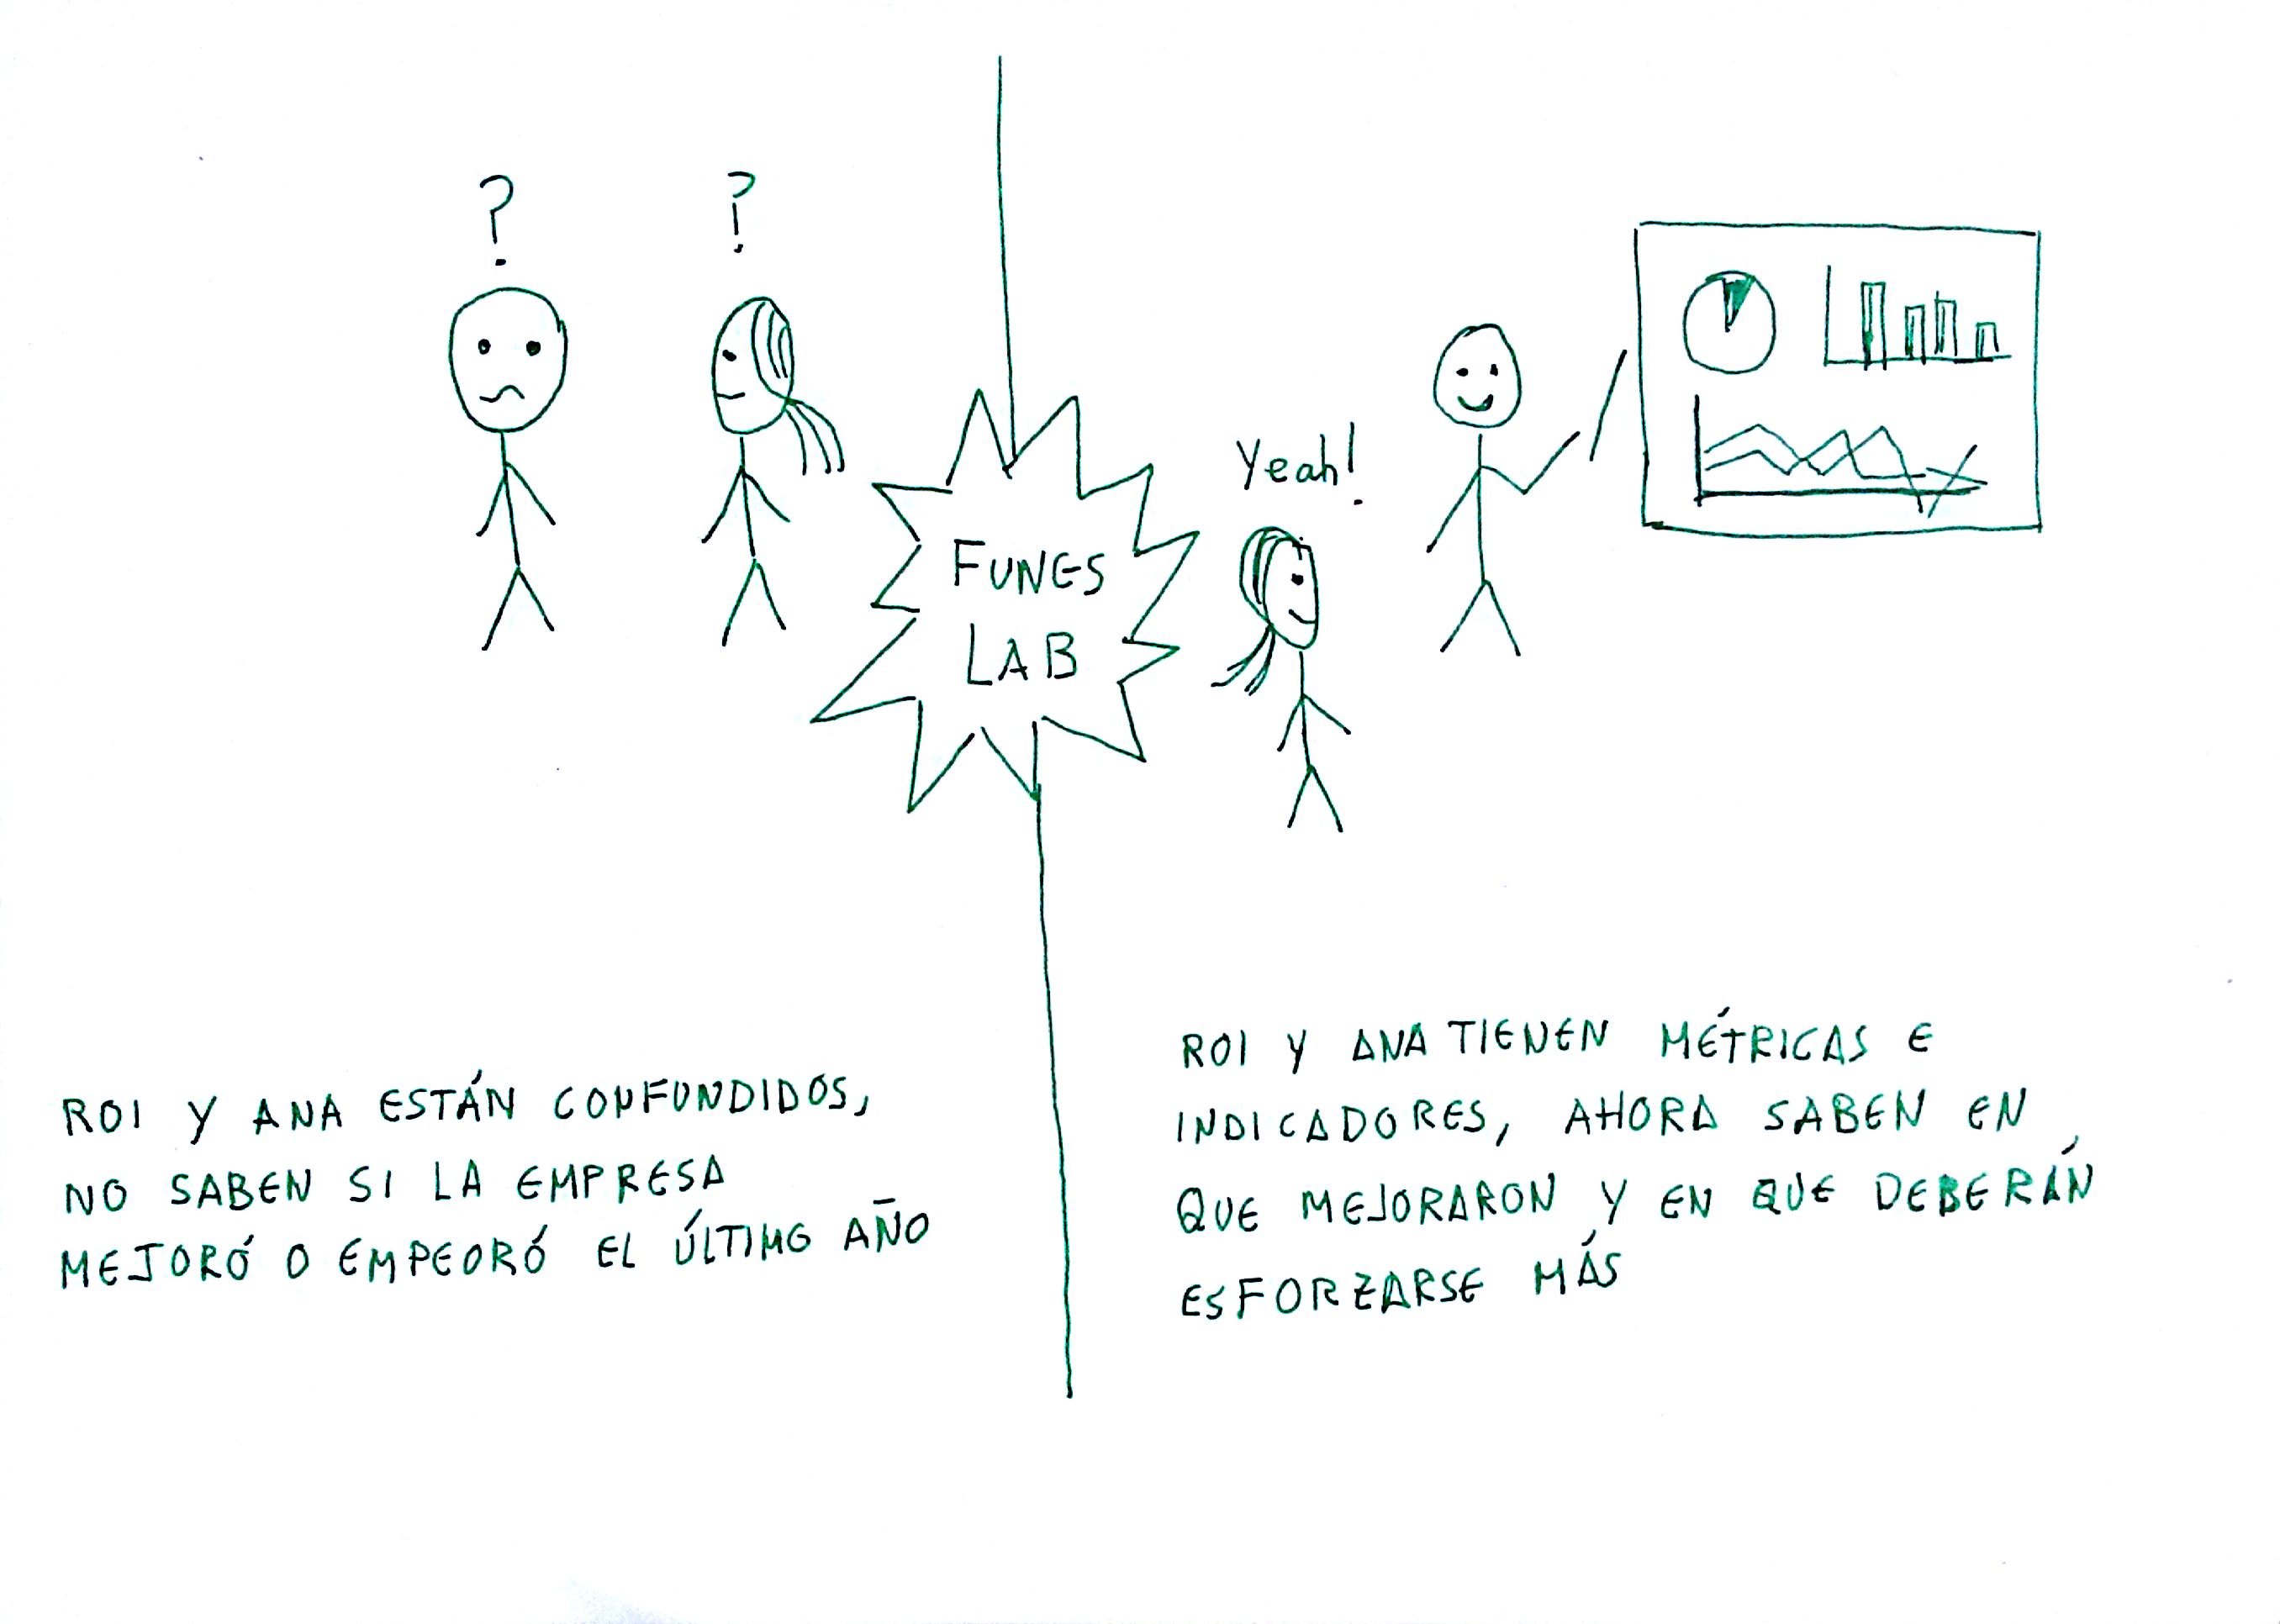 ?
?
FUNES
LAB
Yeah!
ROI Y ANA ESTÁN CONFUNDIDOS,
NO SABEN SI LA EMPRESA
MEJORÓ O EMPEORÓ EL ÚLTIMO AÑO
ROI Y ANA TIENEN MÉTRICAS E
INDICADORES, AHORA SABEN EN
QUE MEJORARON Y EN QUE DEBERÁN
ESFORZARSE MÁS